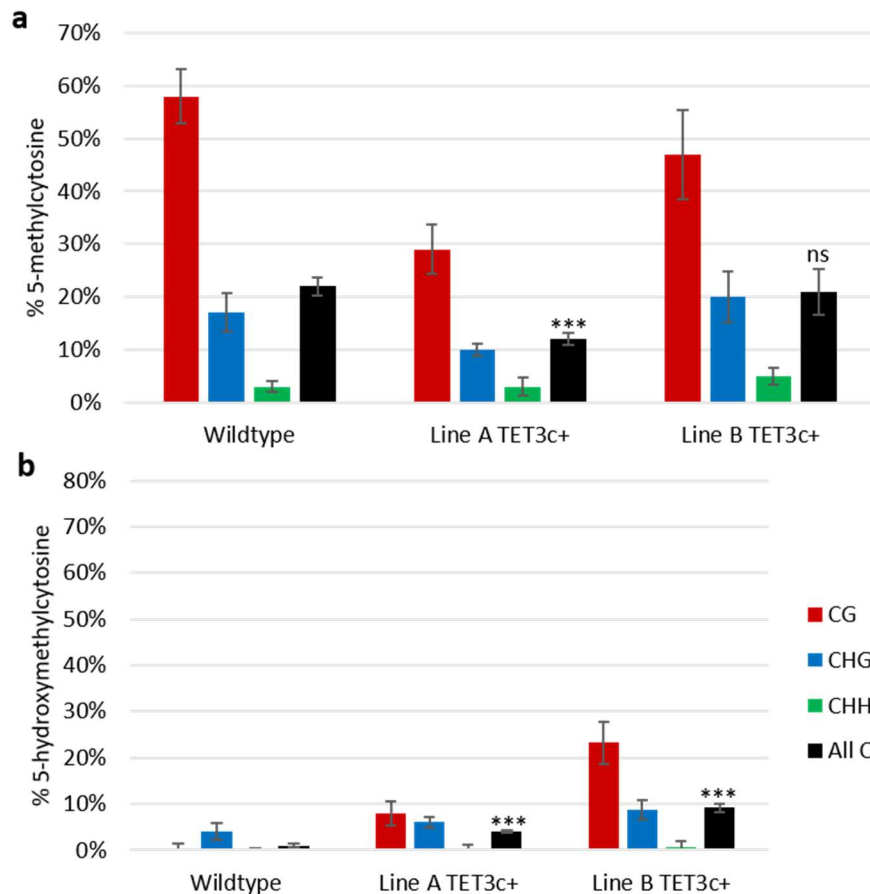 a
% 5-methylcytosine
70%
60%
50%
40%
30%
20%
10%
0%
***
ns
Wildtype
Line A TET3c+
Line B TET3c+
b
% 5-hydroxymethylcytosine
80%
70%
60%
50%
40%
30%
20%
10%
0%
***
***
Wildtype
Line A TET3c+
Line B TET3c+
CG
CHG
CHH
All C